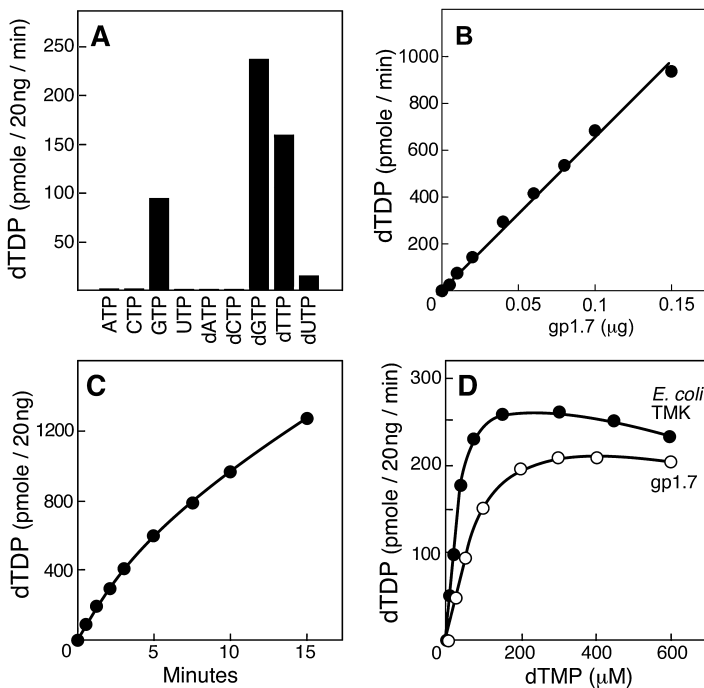 A
dTDP (pmole / 20ng / min)
250
200
150
100
50
ATP
CTP
GTP
UTP
dATP
dCTP
dGTP
dTTP
dUTP
B
dTDP (pmole / min)
1000
800
600
400
200
0
0.05
0.1
0.15
gp1.7 (μg)
C
dTDP (pmole / 20ng)
1200
800
400
0
5
10
15
Minutes
D
dTDP (pmole / 20ng / min)
300
200
100
0
200
400
600
dTMP (μM)
E. coli
TMK
gp1.7